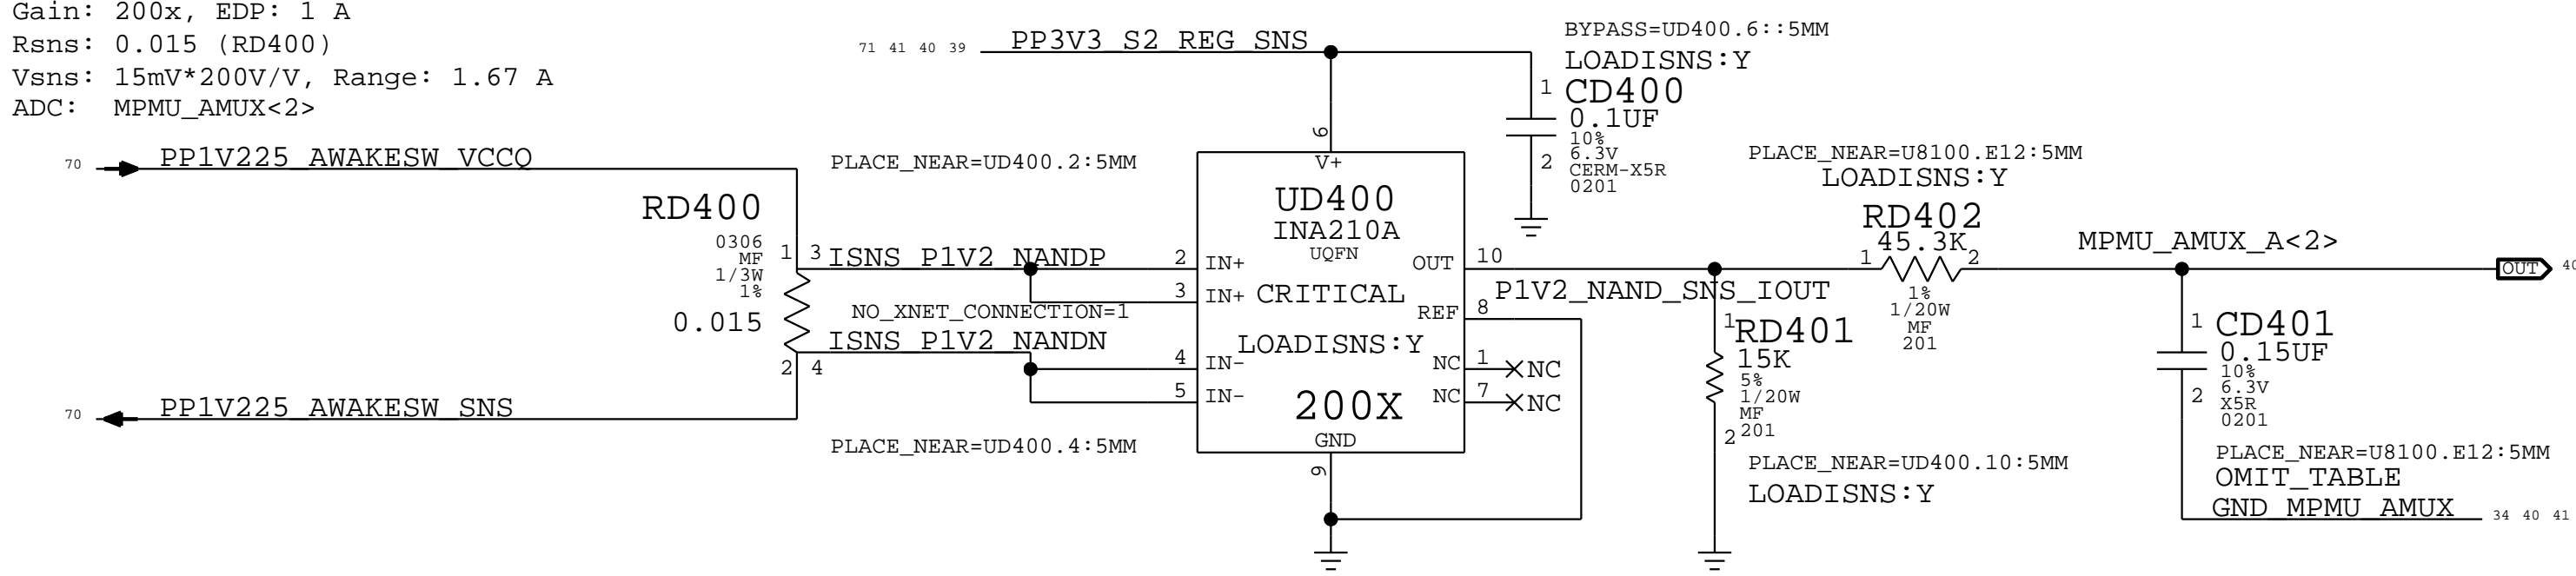 Gain: 200x, EDP: 1 A
Rsns: 0.015 (RD400)
Vsns: 15mV*200V/V, Range: 1.67 A
ADC: MPMU_AMUX<2>
71 41 40 39 PP3V3_S2_REG_SNS
BYPASS=UD400.6::5MM
LOADISNS:Y
1 CD400
0.1UF
10%
6.3V
2 CERM-X5R
0201
70 PP1V225_AWAKESW_VCCQ
PLACE_NEAR=UD400.2:5MM
RD400
0306
MF
1/3W
1%
0.015
1 3 ISNS_P1V2_NANDP
NO_XNET_CONNECTION=1
ISNS_P1V2_NANDN
2 4
70 PP1V225_AWAKESW_SNS
PLACE_NEAR=UD400.4:5MM
6
V+
UD400
INA210A
UQFN
2 IN+
OUT 10
3 IN+
CRITICAL
REF 8
LOADISNS:Y
4 IN-
NC 1 NC
5 IN-
200X
NC 7 NC
GND
9
P1V2_NAND_SNS_IOUT
1 RD401
15K
5%
1/20W
MF
2 201
PLACE_NEAR=UD400.10:5MM
LOADISNS:Y
PLACE_NEAR=U8100.E12:5MM
LOADISNS:Y
RD402
1 45.3K 2
1%
1/20W
MF
201
MPMU_AMUX_A<2>
OUT 40
1 CD401
0.15UF
10%
6.3V
2 X5R
0201
PLACE_NEAR=U8100.E12:5MM
OMIT_TABLE
GND_MPMU_AMUX 34 40 41